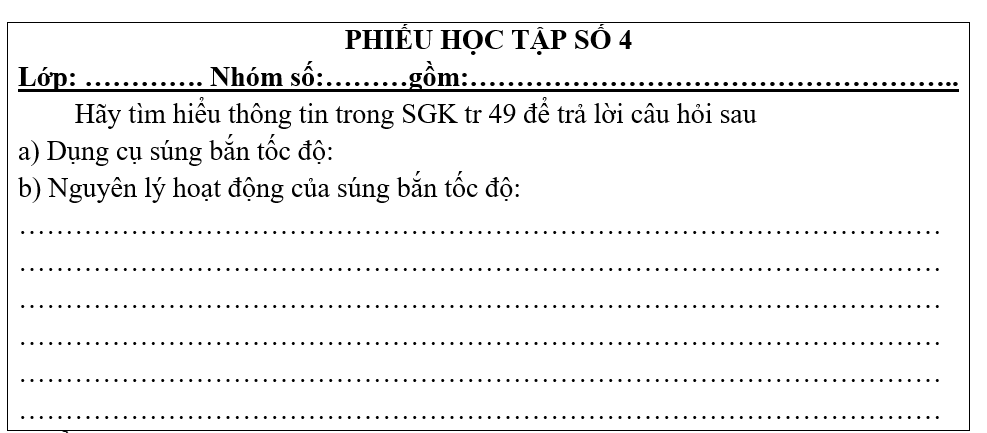 PHIẾU HỌC TẬP SỐ 4
Lớp: …………. Nhóm số:………gồm:……………………………………………..
Hãy tìm hiểu thông tin trong SGK tr 49 để trả lời câu hỏi sau
a) Dụng cụ súng bắn tốc độ:
b) Nguyên lý hoạt động của súng bắn tốc độ:
…………………………………………………………………………………………
…………………………………………………………………………………………
…………………………………………………………………………………………
…………………………………………………………………………………………
…………………………………………………………………………………………
…………………………………………………………………………………………